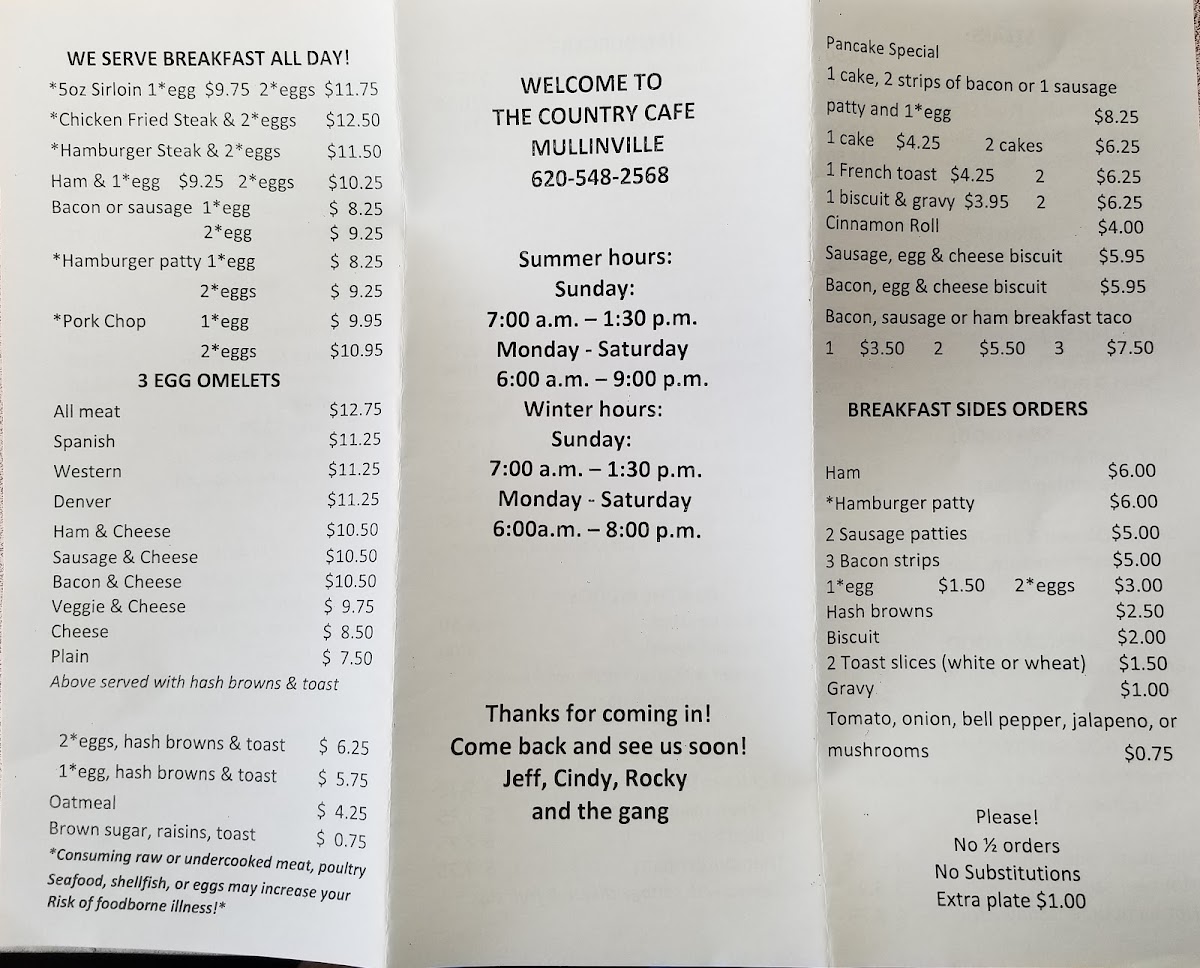 WE SERVE BREAKFAST ALL DAY!
*5oz Sirloin 1*egg $9.75 2*eggs $11.75
*Chicken Fried Steak & 2*eggs $12.50
*Hamburger Steak & 2*eggs $11.50
Ham & 1*egg $9.25 2*eggs $10.25
Bacon or sausage 1*egg $ 8.25
2*egg $ 9.25
*Hamburger patty 1*egg $ 8.25
2*eggs $ 9.25
*Pork Chop 1*egg $ 9.95
2*eggs $10.95
3 EGG OMELETS
All meat $12.75
Spanish $11.25
Western $11.25
Denver $11.25
Ham & Cheese $10.50
Sausage & Cheese $10.50
Bacon & Cheese $10.50
Veggie & Cheese $ 9.75
Cheese $ 8.50
Plain $ 7.50
Above served with hash browns & toast
2*eggs, hash browns & toast $ 6.25
1*egg, hash browns & toast $ 5.75
Oatmeal $ 4.25
Brown sugar, raisins, toast $ 0.75
*Consuming raw or undercooked meat, poultry
Seafood, shellfish, or eggs may increase your
Risk of foodborne illness!*
WELCOME TO
THE COUNTRY CAFE
MULLINVILLE
620-548-2568
Summer hours:
Sunday:
7:00 a.m. – 1:30 p.m.
Monday - Saturday
6:00 a.m. – 9:00 p.m.
Winter hours:
Sunday:
7:00 a.m. – 1:30 p.m.
Monday - Saturday
6:00a.m. – 8:00 p.m.
Thanks for coming in!
Come back and see us soon!
Jeff, Cindy, Rocky
and the gang
Pancake Special
1 cake, 2 strips of bacon or 1 sausage
patty and 1*egg $8.25
1 cake $4.25 2 cakes $6.25
1 French toast $4.25 2 $6.25
1 biscuit & gravy $3.95 2 $6.25
Cinnamon Roll $4.00
Sausage, egg & cheese biscuit $5.95
Bacon, egg & cheese biscuit $5.95
Bacon, sausage or ham breakfast taco
1 $3.50 2 $5.50 3 $7.50
BREAKFAST SIDES ORDERS
Ham $6.00
*Hamburger patty $6.00
2 Sausage patties $5.00
3 Bacon strips $5.00
1*egg $1.50 2*eggs $3.00
Hash browns $2.50
Biscuit $2.00
2 Toast slices (white or wheat) $1.50
Gravy $1.00
Tomato, onion, bell pepper, jalapeno, or
mushrooms $0.75
Please!
No ½ orders
No Substitutions
Extra plate $1.00